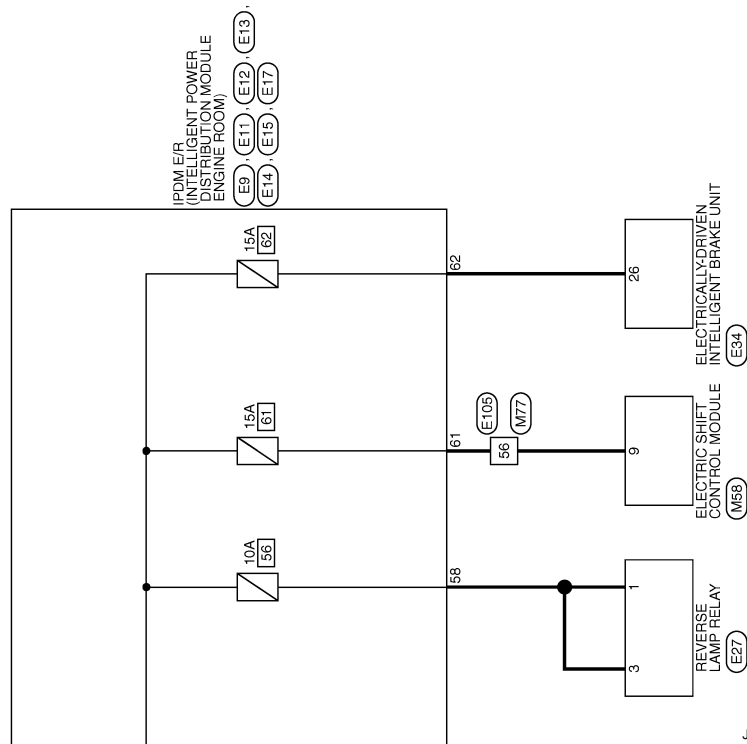 IPDM E/R
(INTELLIGENT POWER
DISTRIBUTION MODULE
ENGINE ROOM)
E9 , E11 , E12 , E13 ,
E14 , E15 , E17
15A
62
62
26
ELECTRICALLY-DRIVEN
INTELLIGENT BRAKE UNIT
E34
15A
61
61
E105
56
M77
9
ELECTRIC SHIFT
CONTROL MODULE
M58
10A
56
58
3
1
REVERSE
LAMP RELAY
E27